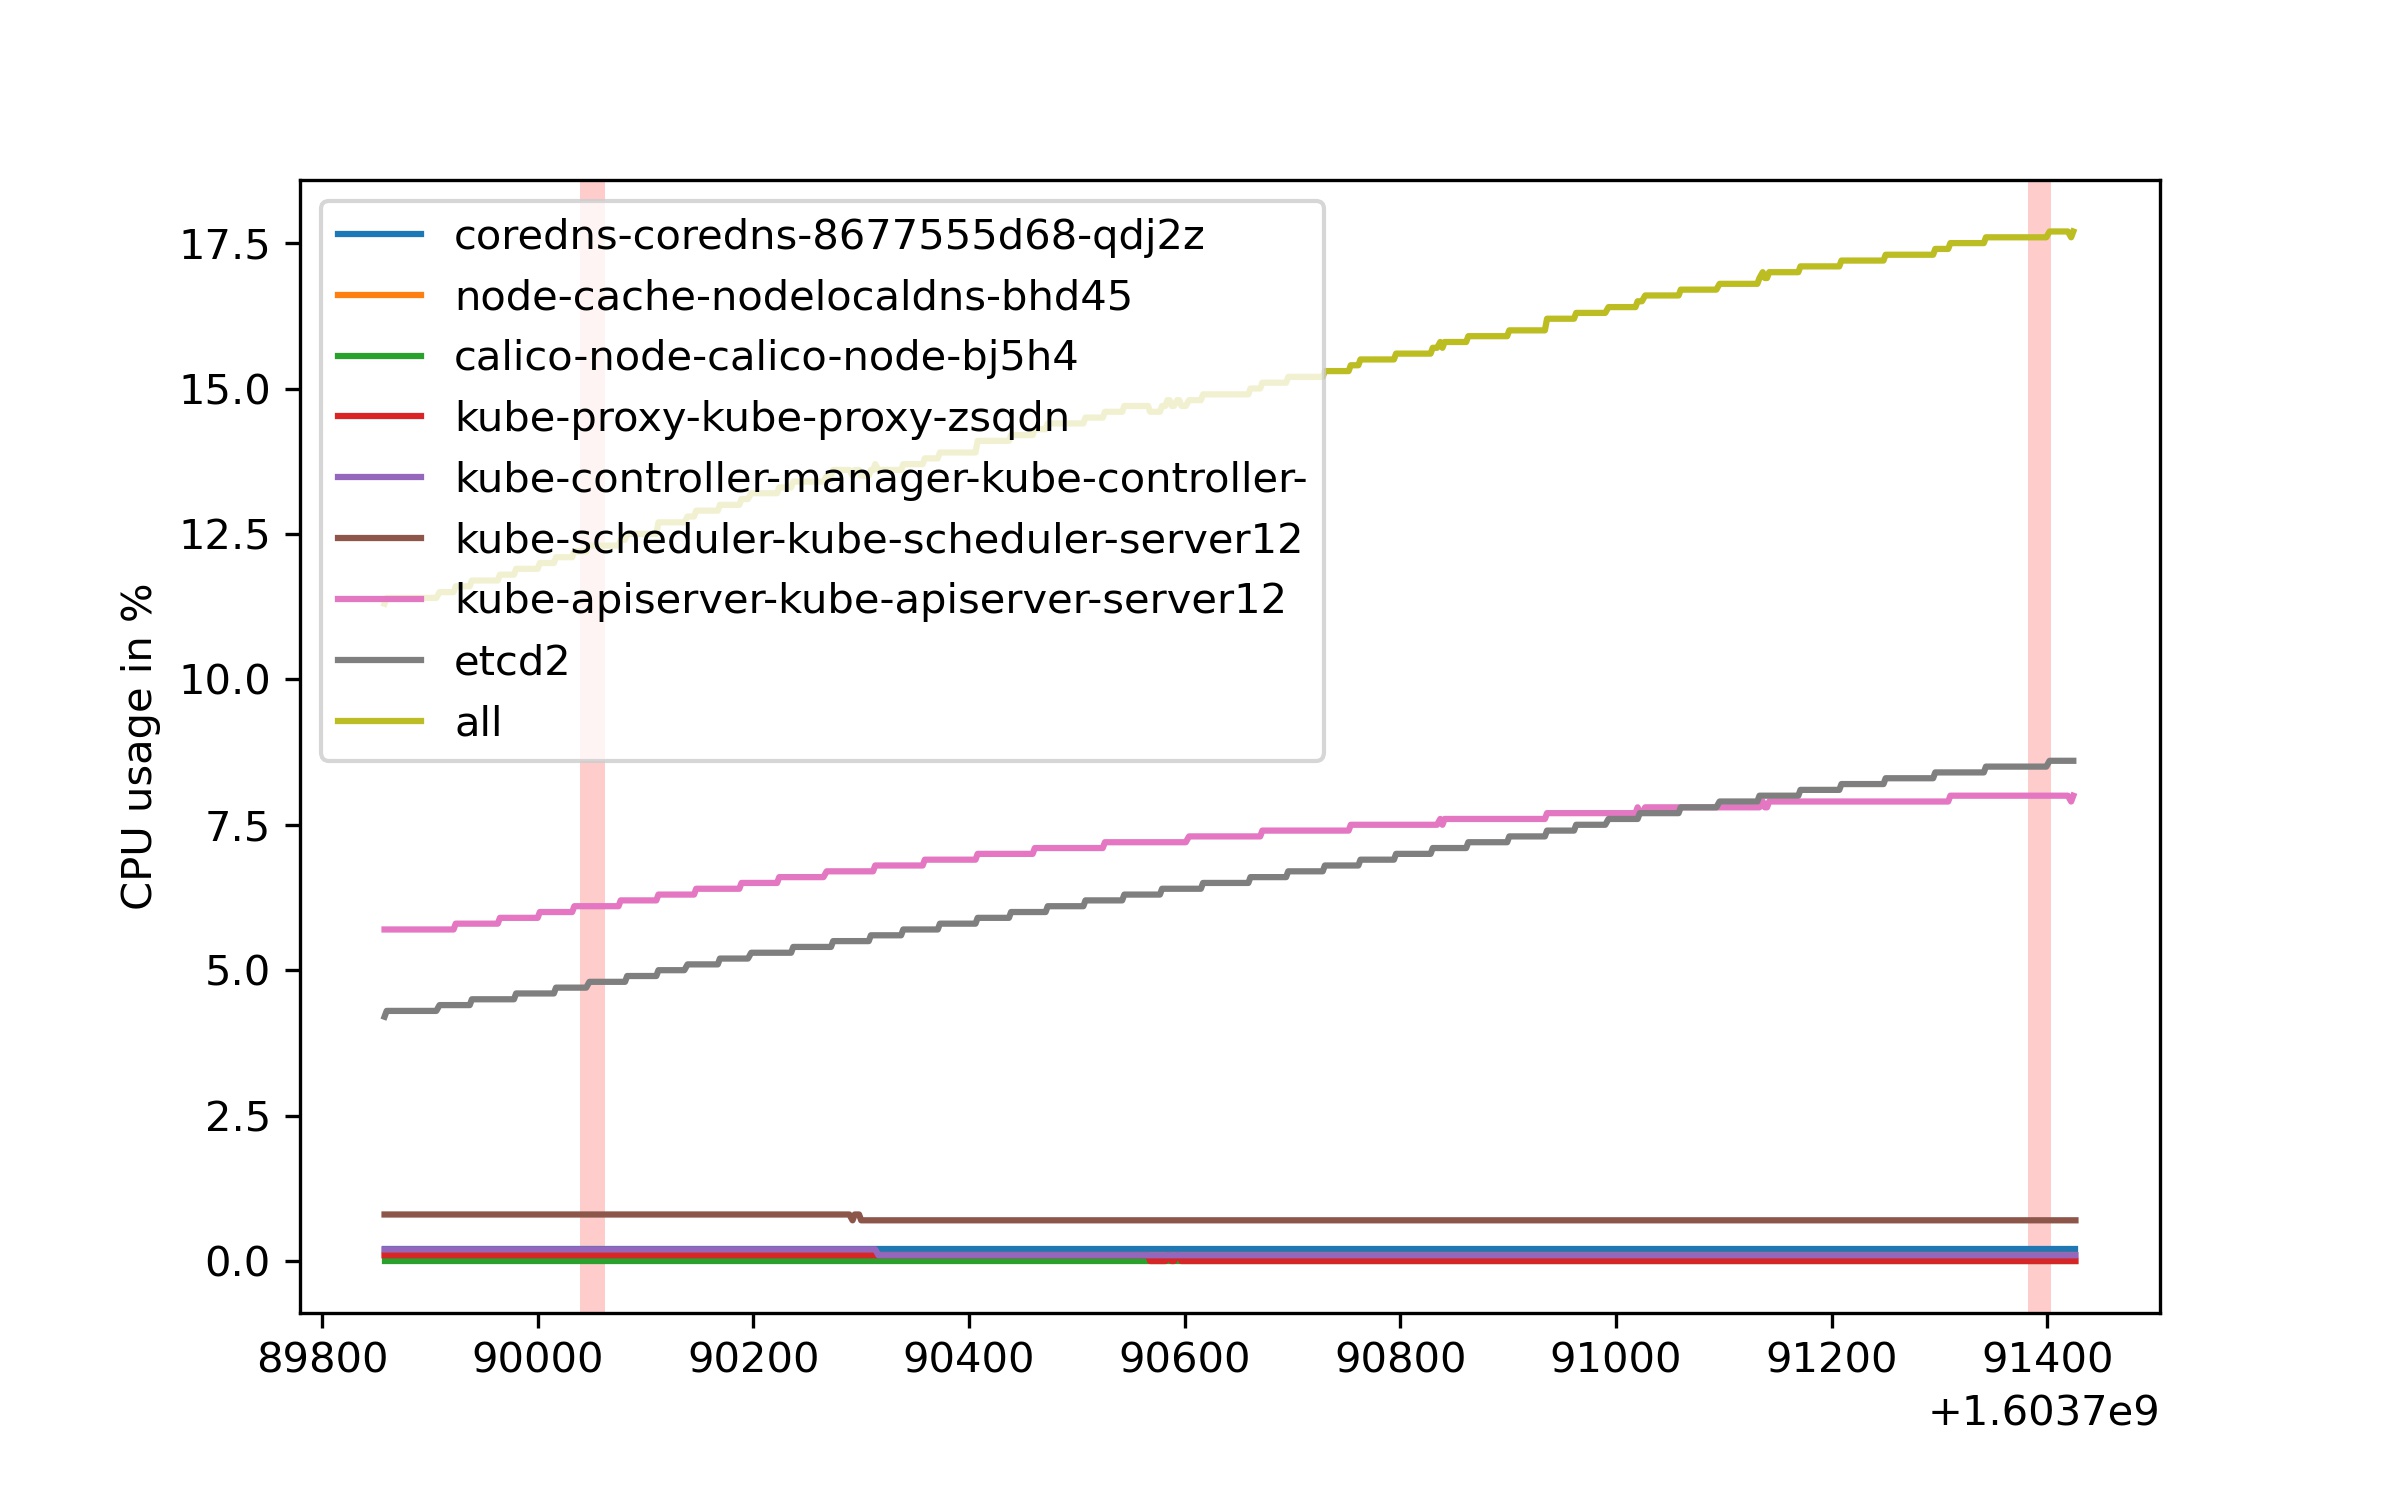 coredns-coredns-8677555d68-qdj2z
node-cache-nodelocaldns-bhd45
calico-node-calico-node-bj5h4
kube-proxy-kube-proxy-zsqdn
kube-controller-manager-kube-controller-
kube-scheduler-kube-scheduler-server12
kube-apiserver-kube-apiserver-server12
etcd2
all
CPU usage in %
17.5
15.0
12.5
10.0
7.5
5.0
2.5
0.0
89800 90000 90200 90400 90600 90800 91000 91200 91400
+1.6037e9